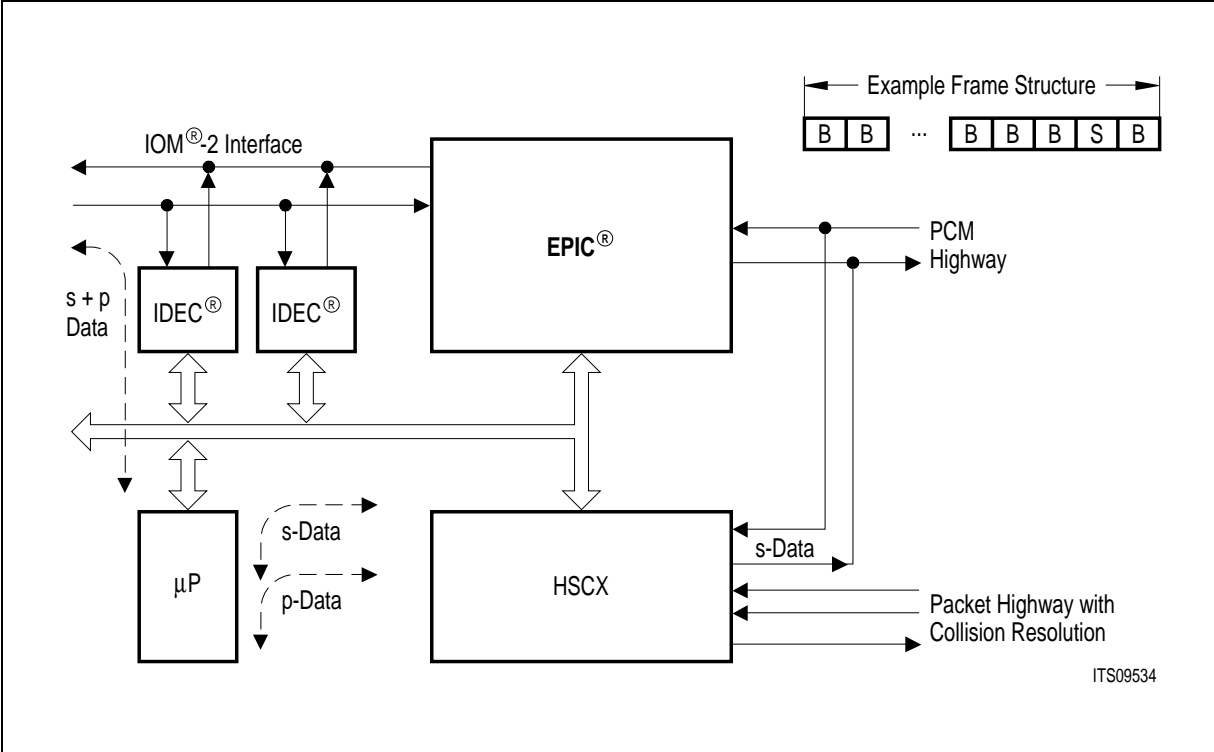 Example Frame Structure
B B ... B B B S B
IOM®-2 Interface
EPIC®
PCM
Highway
s + p
Data
IDEC®
IDEC®
μP
s-Data
p-Data
HSCX
s-Data
Packet Highway with
Collision Resolution
ITS09534